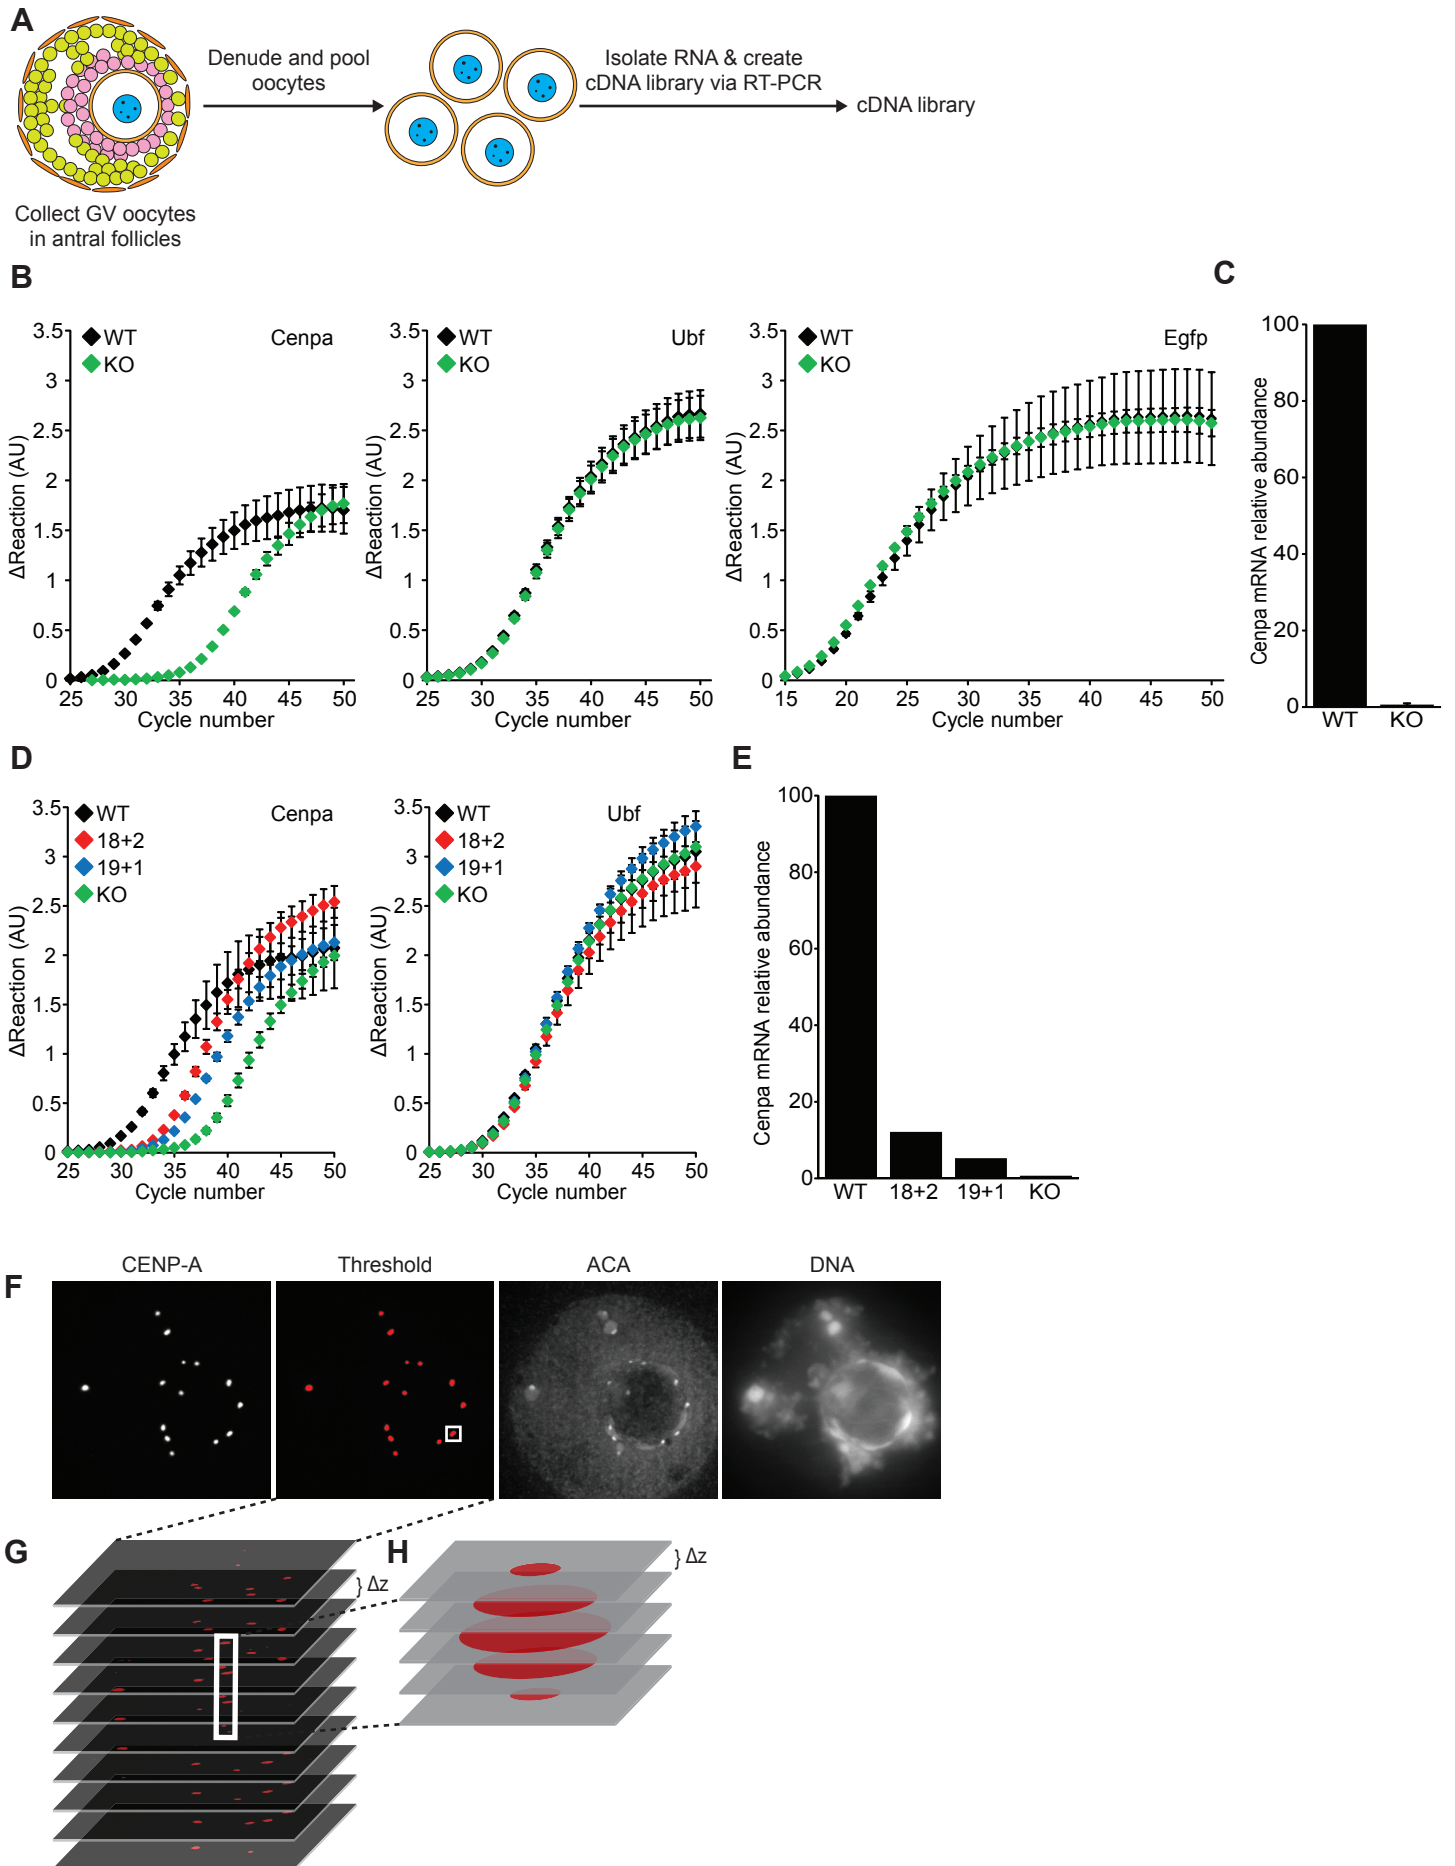 A
Denude and pool
oocytes
Isolate RNA & create
cDNA library via RT-PCR
cDNA library
Collect GV oocytes
in antral follicles
B
3.5
3
2.5
2
1.5
1
0.5
0
ΔReaction (AU)
WT
KO
Cenpa
25 30 35 40 45 50
Cycle number
3.5
3
2.5
2
1.5
1
0.5
0
ΔReaction (AU)
WT
KO
Ubf
25 30 35 40 45 50
Cycle number
3.5
3
2.5
2
1.5
1
0.5
0
ΔReaction (AU)
WT
KO
Egfp
15 20 25 30 35 40 45 50
Cycle number
C
100
80
60
40
20
0
Cenpa mRNA relative abundance
WT KO
D
3.5
3
2.5
2
1.5
1
0.5
0
ΔReaction (AU)
WT
18+2
19+1
KO
Cenpa
25 30 35 40 45 50
Cycle number
3.5
3
2.5
2
1.5
1
0.5
0
ΔReaction (AU)
WT
18+2
19+1
KO
Ubf
25 30 35 40 45 50
Cycle number
E
100
80
60
40
20
0
Cenpa mRNA relative abundance
WT 18+2 19+1 KO
F
CENP-A Threshold ACA DNA
G
} Δz
H
} Δz